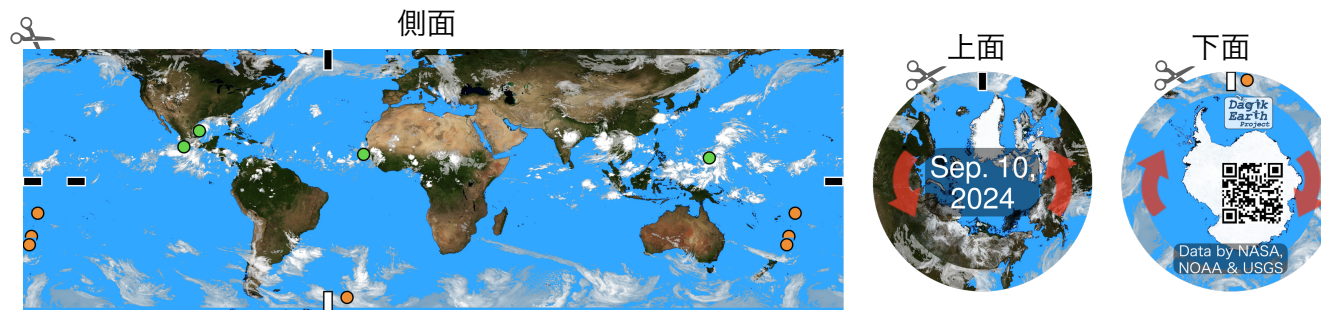 側面
上面
下面
Sep. 10,
2024
Dagik
Earth
Project
Data by NASA,
NOAA & USGS